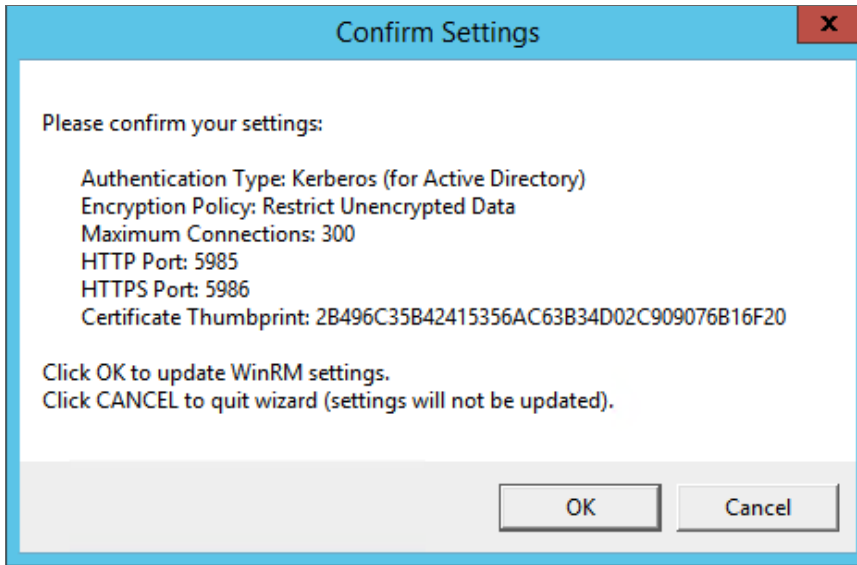 Confirm Settings
X
Please confirm your settings:
Authentication Type: Kerberos (for Active Directory)
Encryption Policy: Restrict Unencrypted Data
Maximum Connections: 300
HTTP Port: 5985
HTTPS Port: 5986
Certificate Thumbprint: 2B496C35B42415356AC63B34D02C909076B16F20
Click OK to update WinRM settings.
Click CANCEL to quit wizard (settings will not be updated).
OK
Cancel